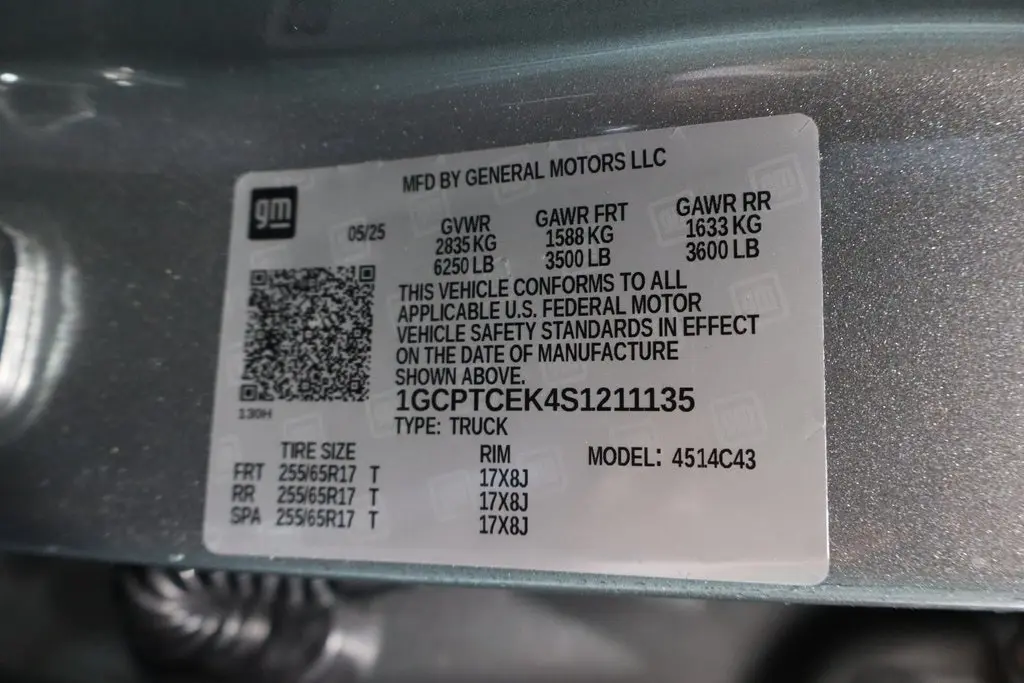 MFD BY GENERAL MOTORS LLC
gm
05/25
GVWR GAWR FRT GAWR RR
2835 KG 1588 KG 1633 KG
6250 LB 3500 LB 3600 LB
THIS VEHICLE CONFORMS TO ALL
APPLICABLE U.S. FEDERAL MOTOR
VEHICLE SAFETY STANDARDS IN EFFECT
ON THE DATE OF MANUFACTURE
SHOWN ABOVE.
130H
1GCPTCEK4S1211135
TYPE: TRUCK
TIRE SIZE RIM MODEL: 4514C43
FRT 255/65R17 T 17X8J
RR 255/65R17 T 17X8J
SPA 255/65R17 T 17X8J